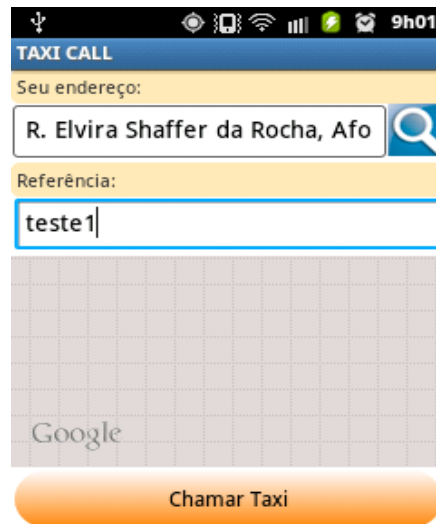 9h01
TAXI CALL
Seu endereço:
R. Elvira Shaffer da Rocha, Afo
Referência:
teste1
Google
Chamar Taxi